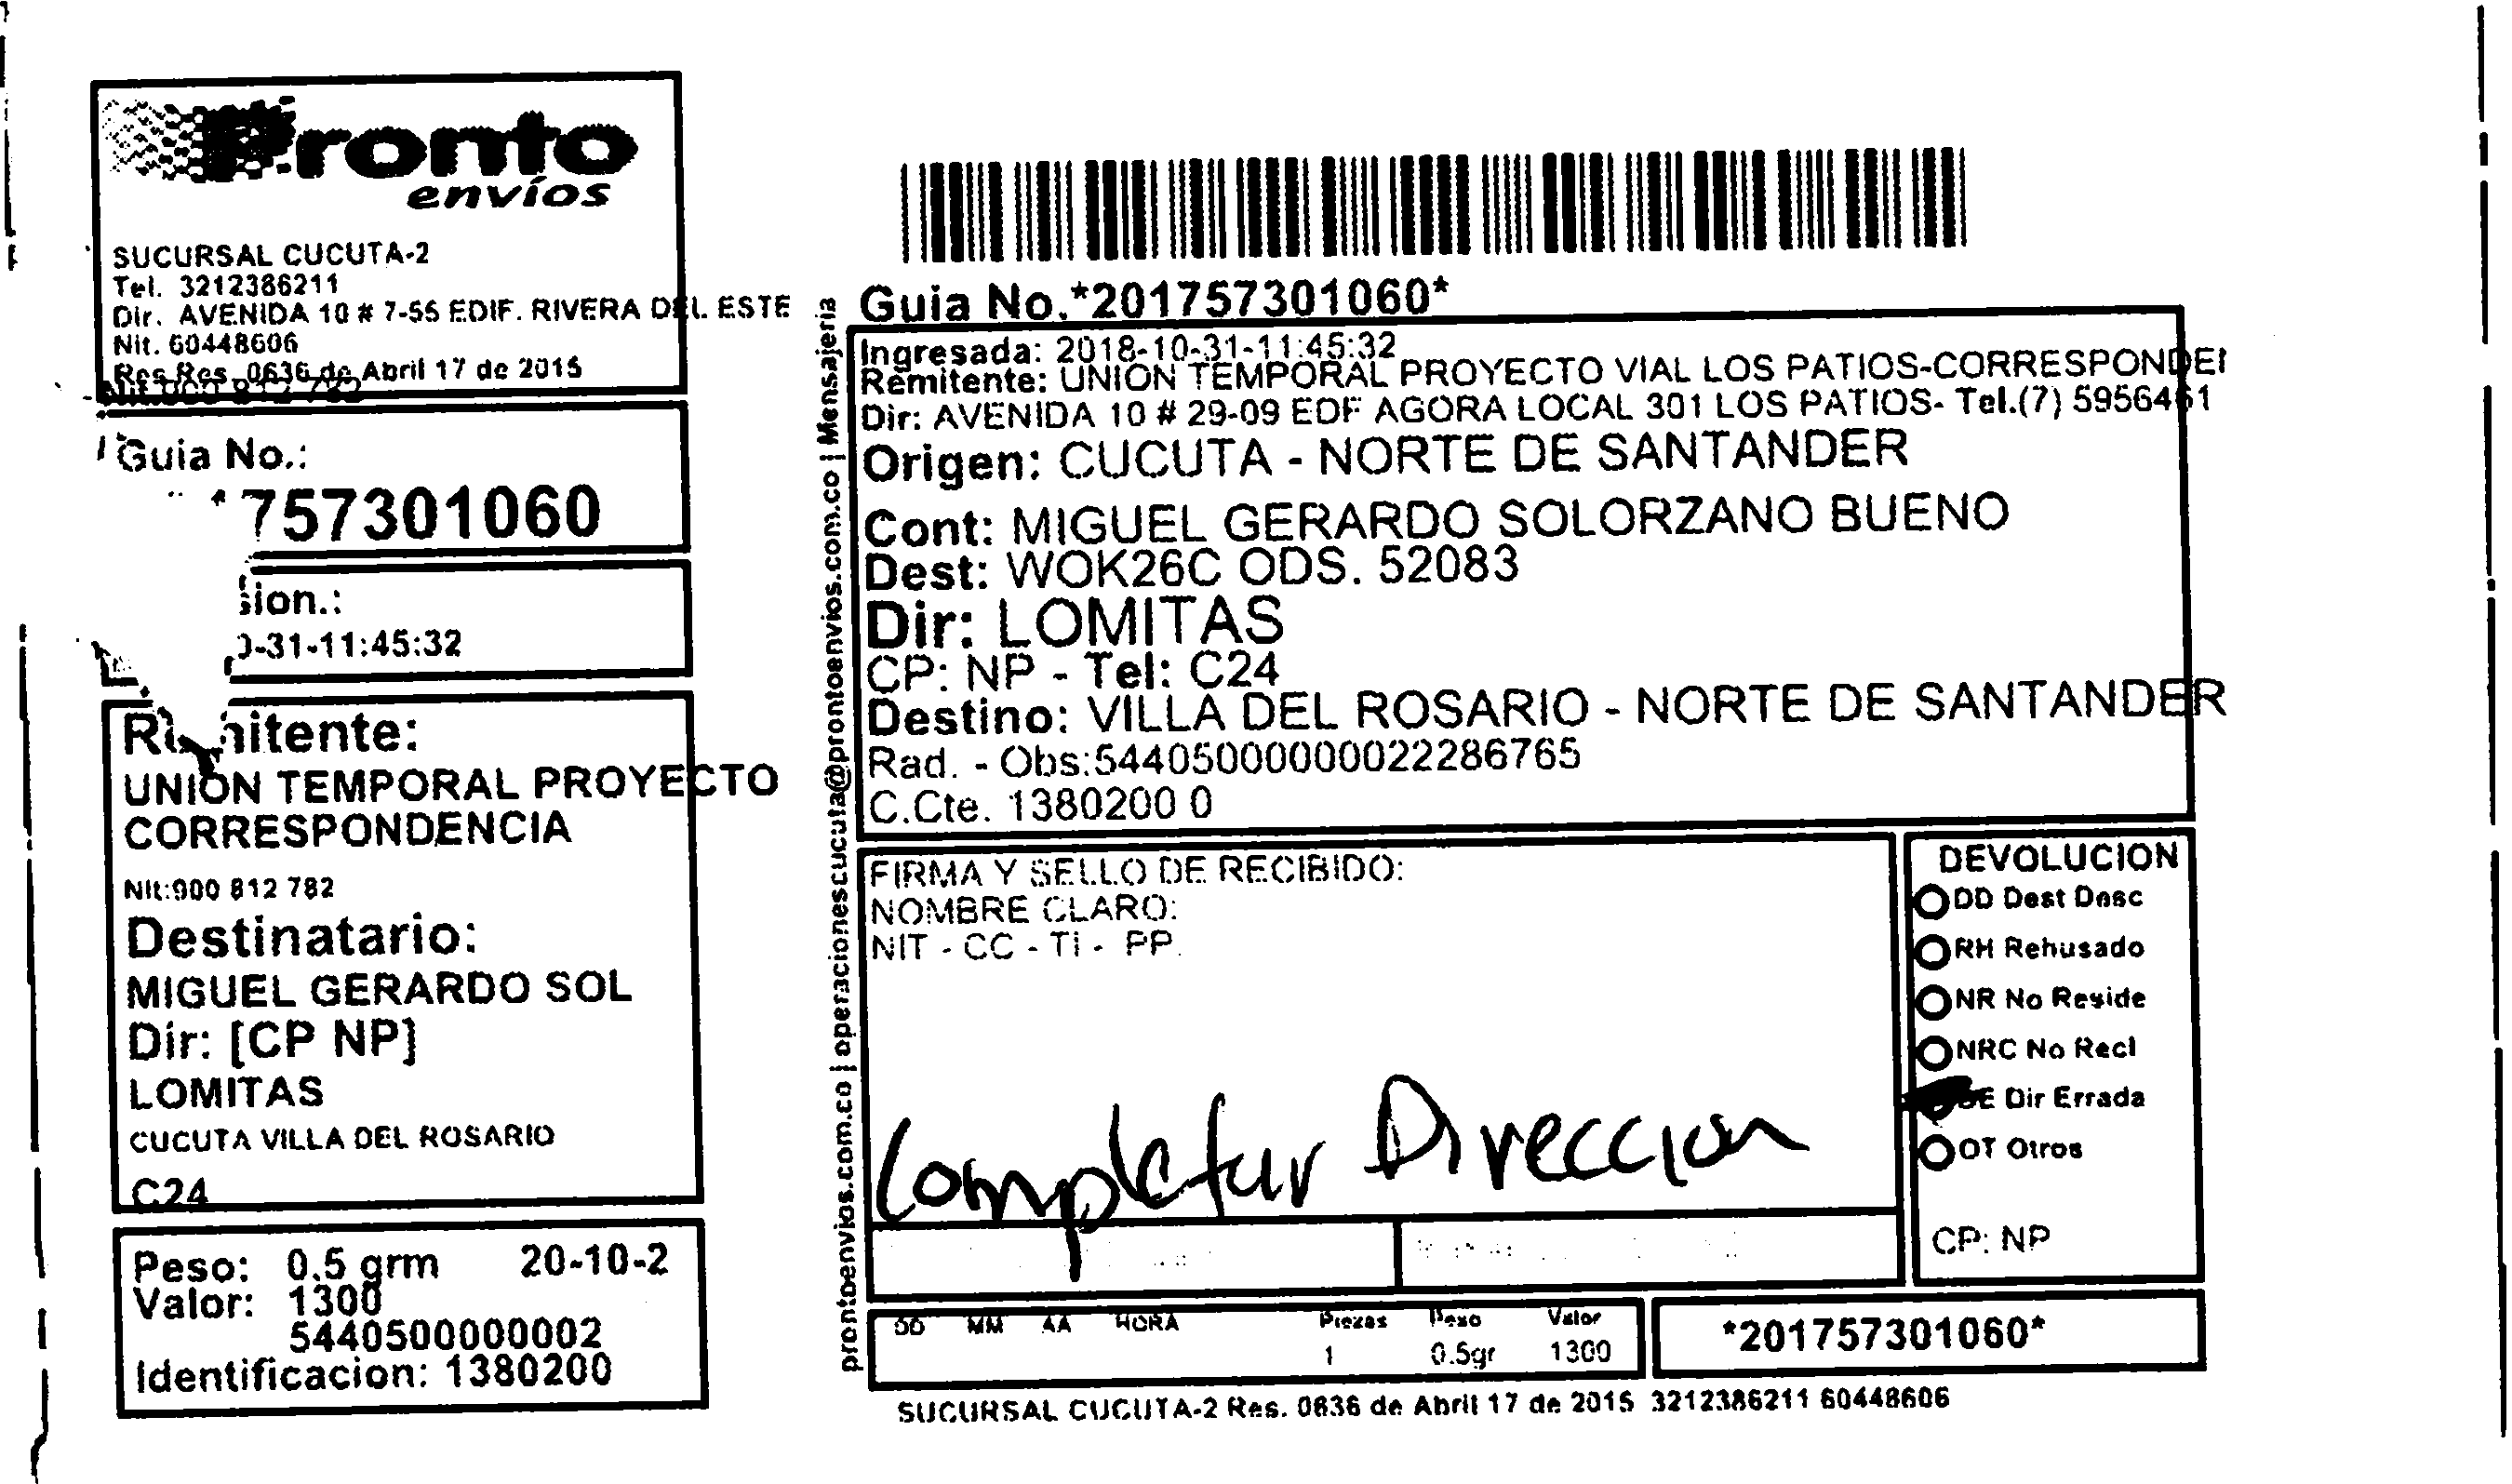 Pronto
envíos
SUCURSAL CUCUTA-2
Tel. 3212386211
Dir. AVENIDA 10 # 7-55 EDIF. RIVERA DEL ESTE
Nit. 60448606
Res Res. 0636 de Abril 17 de 2015
Guia No.:
1757301060
sion.:
0-31-11:45:32
Remitente:
UNION TEMPORAL PROYECTO
CORRESPONDENCIA
Nit:900 812 782
Destinatario:
MIGUEL GERARDO SOL
Dir: [CP NP]
LOMITAS
CUCUTA VILLA DEL ROSARIO
C24
Peso: 0.5 grm 20-10-2
Valor: 1300
5440500000002
Identificacion: 1380200
prontoenvios.com.co | operacionescucuta@prontoenvios.com.co | Mensajeria
Guia No.*201757301060*
Ingresada: 2018-10-31-11:45:32
Remitente: UNION TEMPORAL PROYECTO VIAL LOS PATIOS-CORRESPONDEI
Dir: AVENIDA 10 # 29-09 EDF AGORA LOCAL 301 LOS PATIOS- Tel.(7) 5956461
Origen: CUCUTA - NORTE DE SANTANDER
Cont: MIGUEL GERARDO SOLORZANO BUENO
Dest: WOK26C ODS. 52083
Dir: LOMITAS
CP: NP - Tel: C24
Destino: VILLA DEL ROSARIO - NORTE DE SANTANDER
Rad. - Obs:544050000000022286765
C.Cte. 1380200 0
FIRMA Y SELLO DE RECIBIDO:
NOMBRE CLARO:
NIT - CC - TI - PP.
Completar Direccion
DEVOLUCION
DD Dest Desc
RH Rehusado
NR No Reside
NRC No Recl
DE Dir Errada
OT Otros
CP: NP
DD MM AA HORA Piezas Peso Valor
1 0.5gr 1300
*201757301060*
SUCURSAL CUCUTA-2 Res. 0636 de Abril 17 de 2015 3212386211 60448606